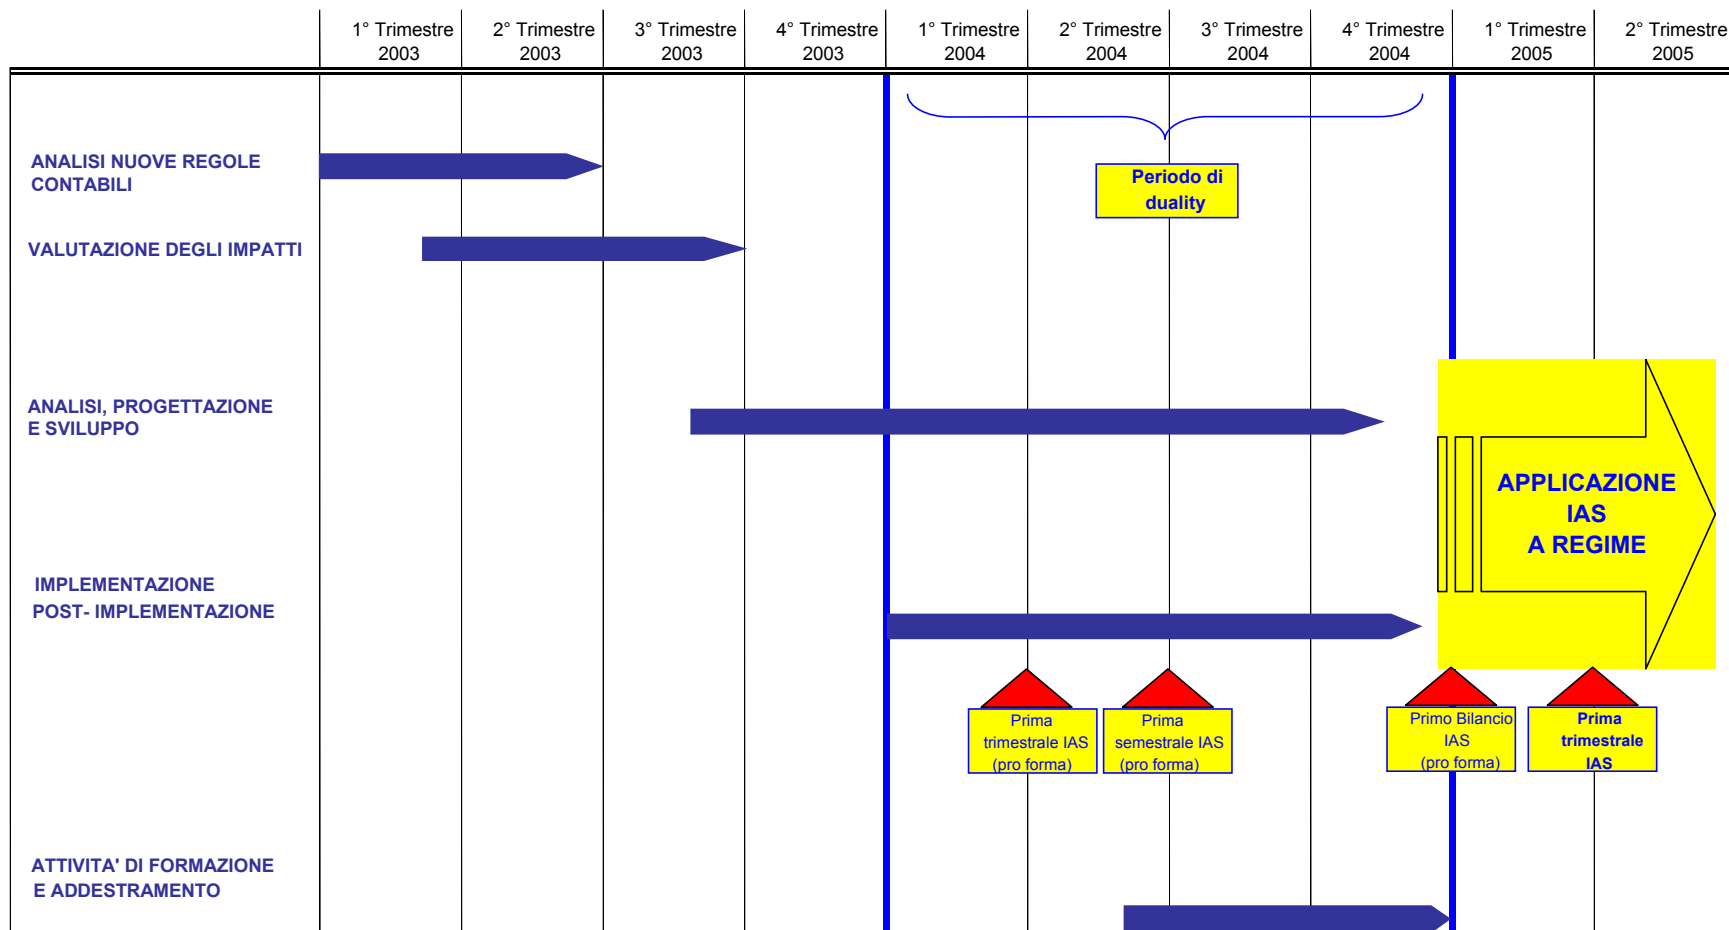 1° Trimestre
2003
2° Trimestre
2003
3° Trimestre
2003
4° Trimestre
2003
1° Trimestre
2004
2° Trimestre
2004
3° Trimestre
2004
4° Trimestre
2004
1° Trimestre
2005
2° Trimestre
2005
ANALISI NUOVE REGOLE
CONTABILI
Periodo di
duality
VALUTAZIONE DEGLI IMPATTI
ANALISI, PROGETTAZIONE
E SVILUPPO
APPLICAZIONE
IAS
A REGIME
IMPLEMENTAZIONE
POST- IMPLEMENTAZIONE
Prima
trimestrale IAS
(pro forma)
Prima
semestrale IAS
(pro forma)
Primo Bilancio
IAS
(pro forma)
Prima
trimestrale
IAS
ATTIVITA' DI FORMAZIONE
E ADDESTRAMENTO